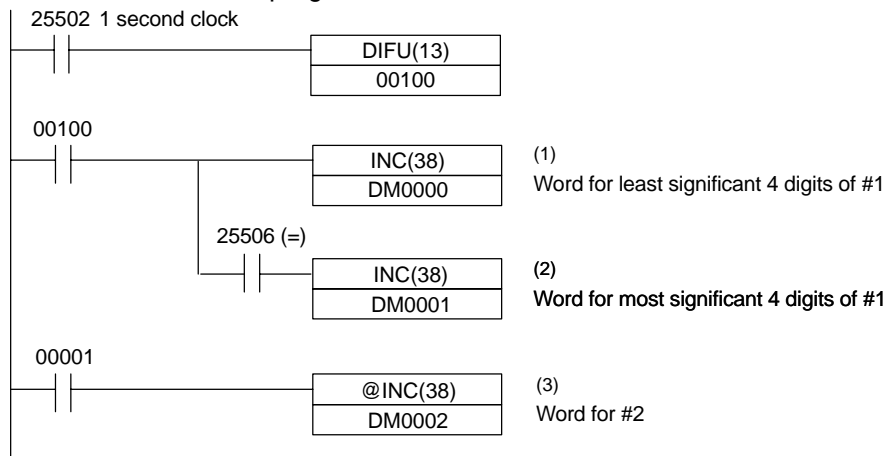 25502 1 second clock
DIFU(13)
00100
00100
INC(38)
DM0000
(1)
Word for least significant 4 digits of #1
25506 (=)
INC(38)
DM0001
(2)
Word for most significant 4 digits of #1
00001
@INC(38)
DM0002
(3)
Word for #2